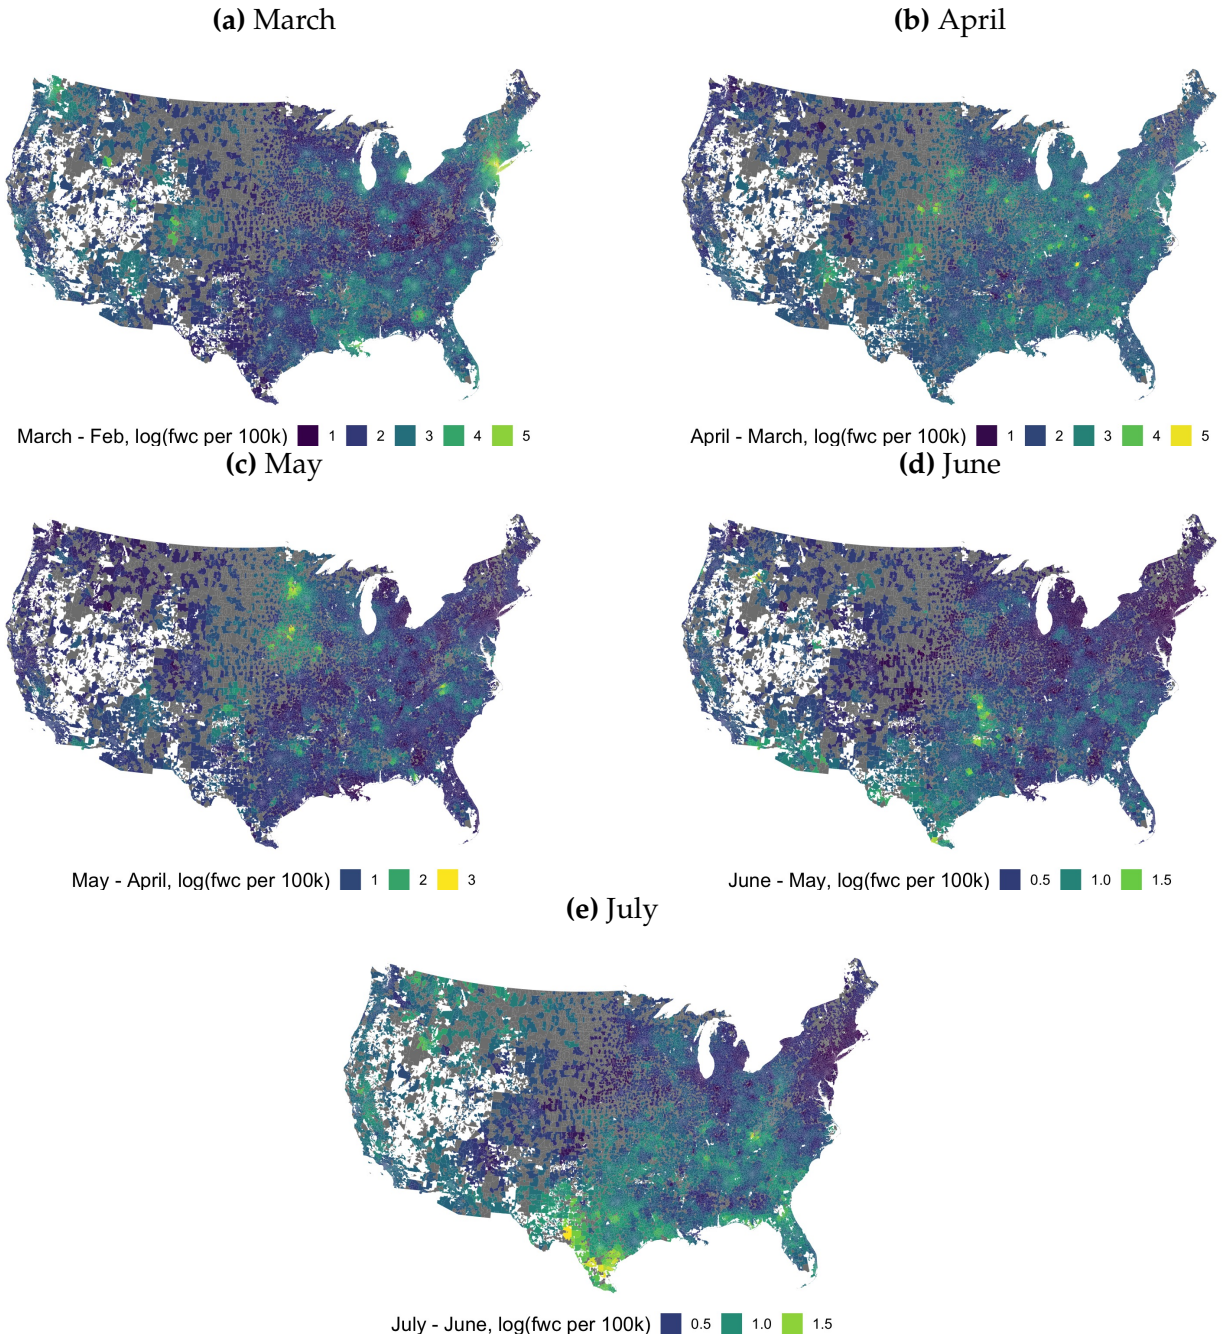 (a) March
(b) April
March - Feb, log(fwc per 100k) 1 2 3 4 5
April - March, log(fwc per 100k) 1 2 3 4 5
(c) May
(d) June
May - April, log(fwc per 100k) 1 2 3
June - May, log(fwc per 100k) 0.5 1.0 1.5
(e) July
July - June, log(fwc per 100k) 0.5 1.0 1.5